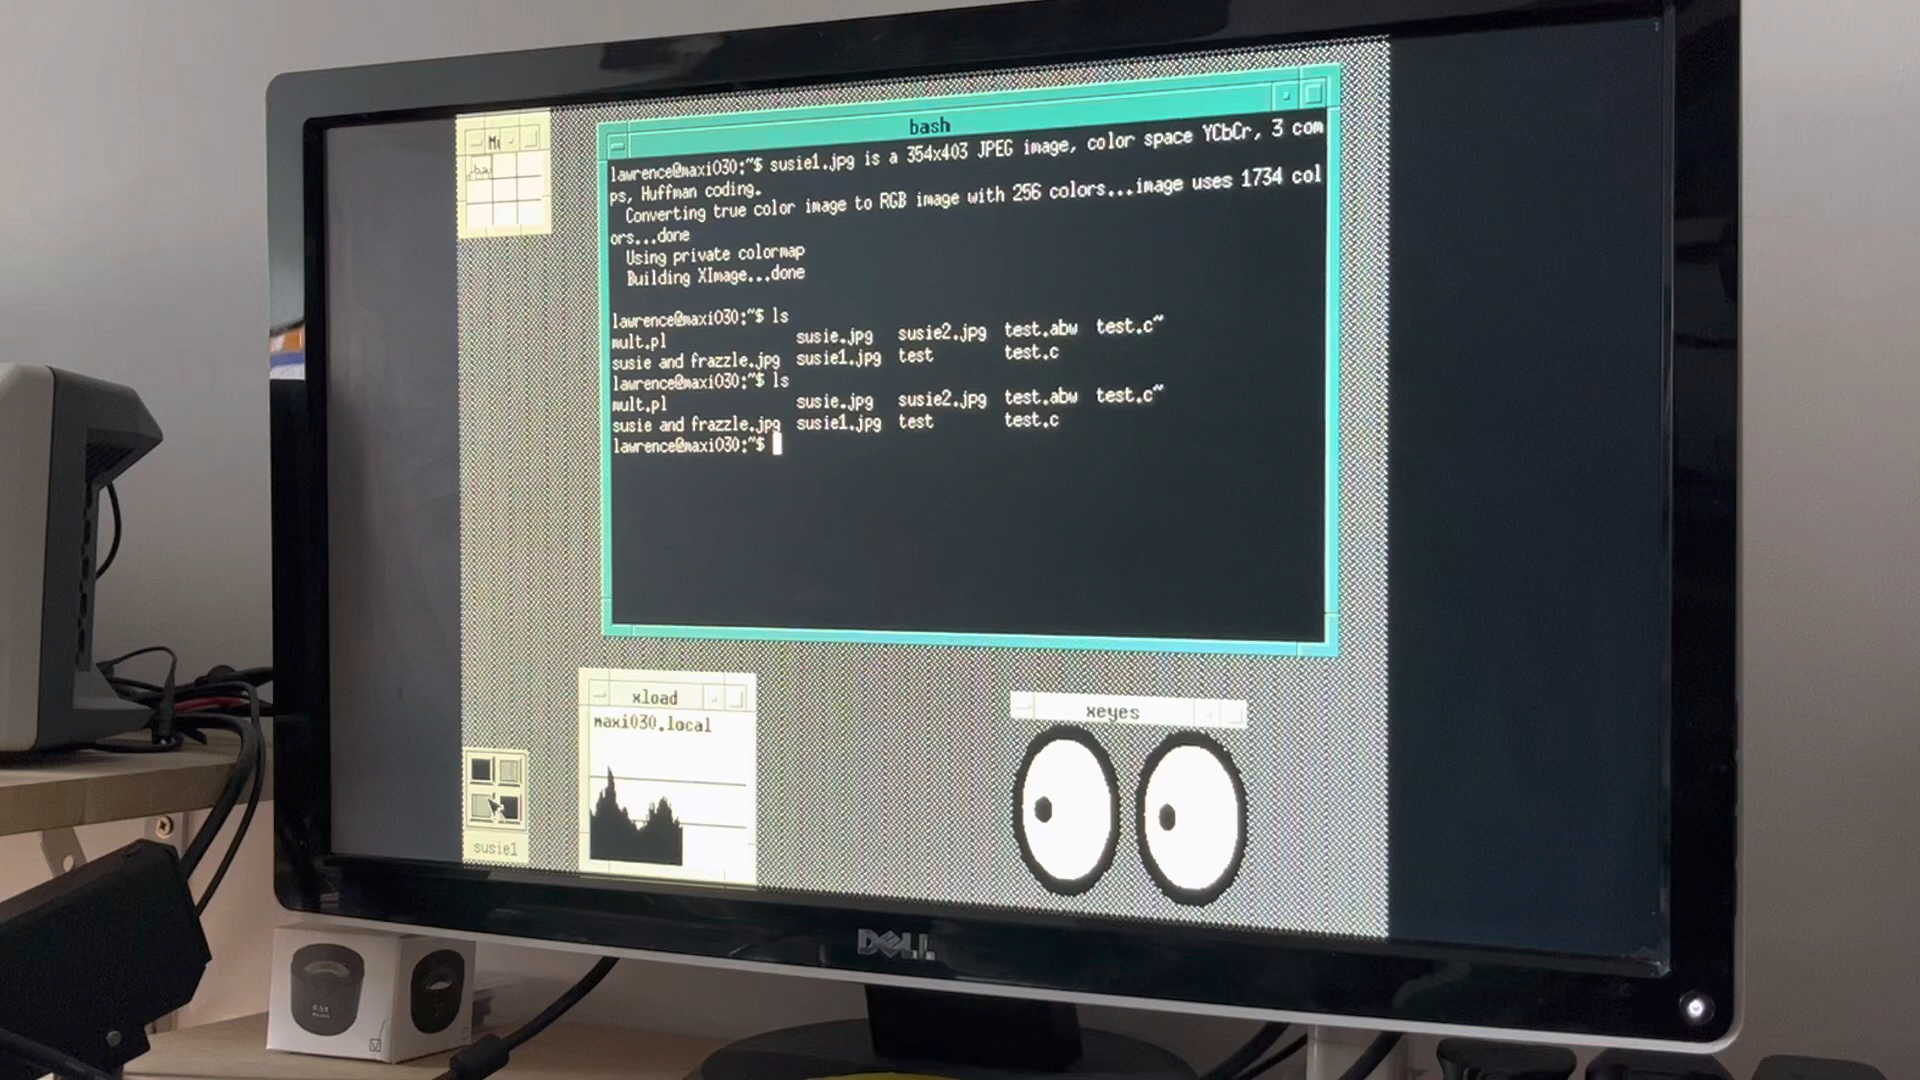 bash
lawrence@maxi030:~$ susie1.jpg is a 354x403 JPEG image, color space YCbCr, 3 com
ps, Huffman coding.
Converting true color image to RGB image with 256 colors...image uses 1734 col
ors...done
Using private colormap
Building XImage...done
lawrence@maxi030:~$ ls
mult.pl susie.jpg susie2.jpg test.abw test.c~
susie and frazzle.jpg susie1.jpg test test.c
lawrence@maxi030:~$ ls
mult.pl susie.jpg susie2.jpg test.abw test.c~
susie and frazzle.jpg susie1.jpg test test.c
lawrence@maxi030:~$
xload
maxi030.local
xeyes
susie1
DELL